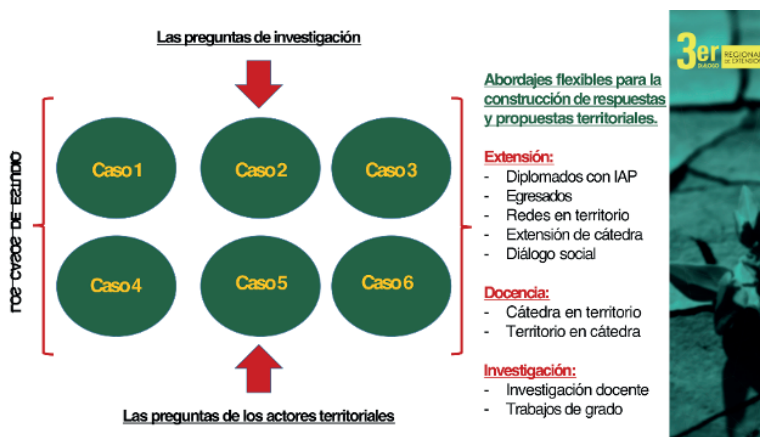 Las preguntas de investigación
LOS CASOS DE ESTUDIO
Caso 1
Caso 2
Caso 3
Caso 4
Caso 5
Caso 6
Las preguntas de los actores territoriales
Abordajes flexibles para la
construcción de respuestas
y propuestas territoriales.
Extensión:
- Diplomados con IAP
- Egresados
- Redes en territorio
- Extensión de cátedra
- Diálogo social
Docencia:
- Cátedra en territorio
- Territorio en cátedra
Investigación:
- Investigación docente
- Trabajos de grado
3er
REGIONAL
DE EXTENSIÓN